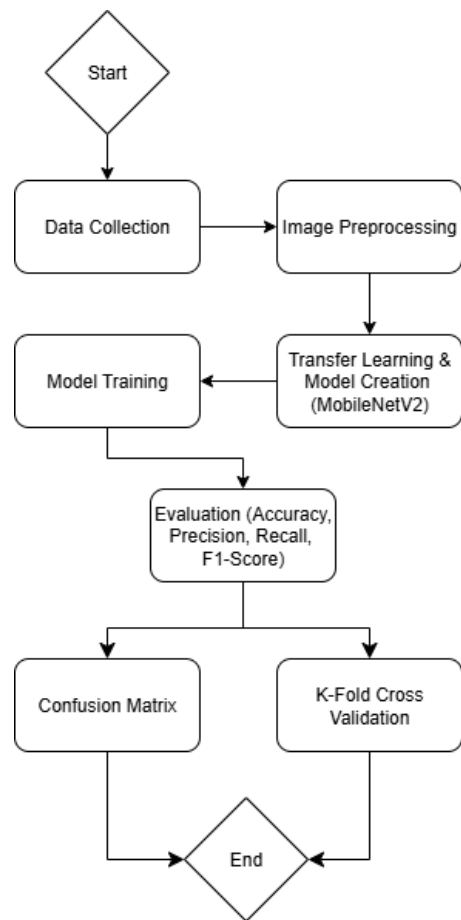 Start
Data Collection
Image Preprocessing
Model Training
Transfer Learning &
Model Creation
(MobileNetV2)
Evaluation (Accuracy,
Precision, Recall,
F1-Score)
Confusion Matrix
K-Fold Cross
Validation
End